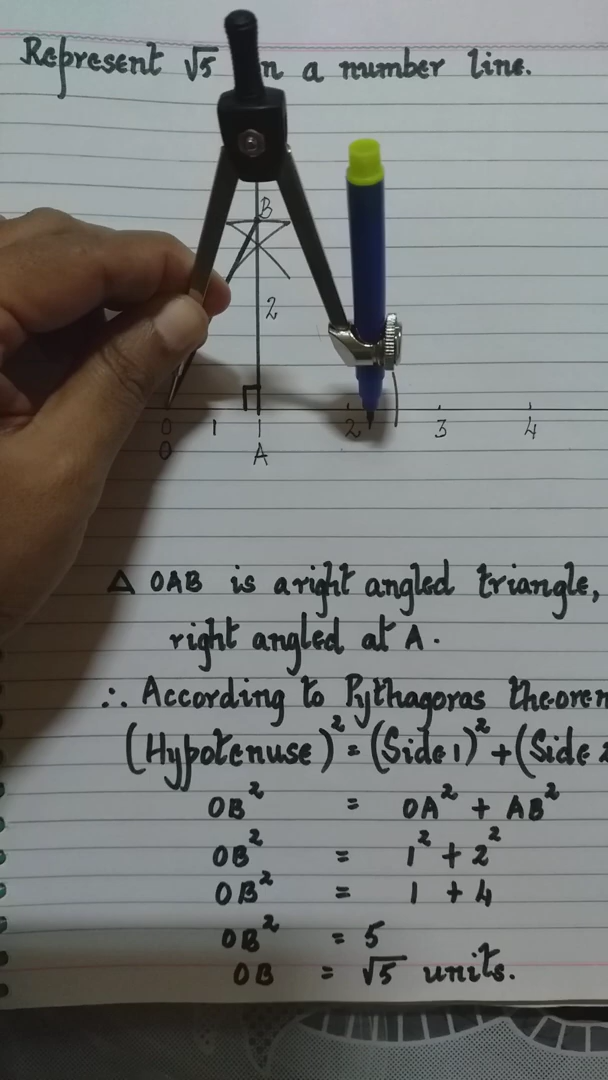 Represent √5 n a number line.
B
2
0 1 1 2 3 4
O A
Δ OAB is a right angled triangle,
right angled at A.
∴ According to Pythagoras theorem
(Hypotenuse)² = (Side 1)² + (Side 2
OB² = OA² + AB²
OB² = 1² + 2²
OB² = 1 + 4
OB² = 5
OB = √5 units.